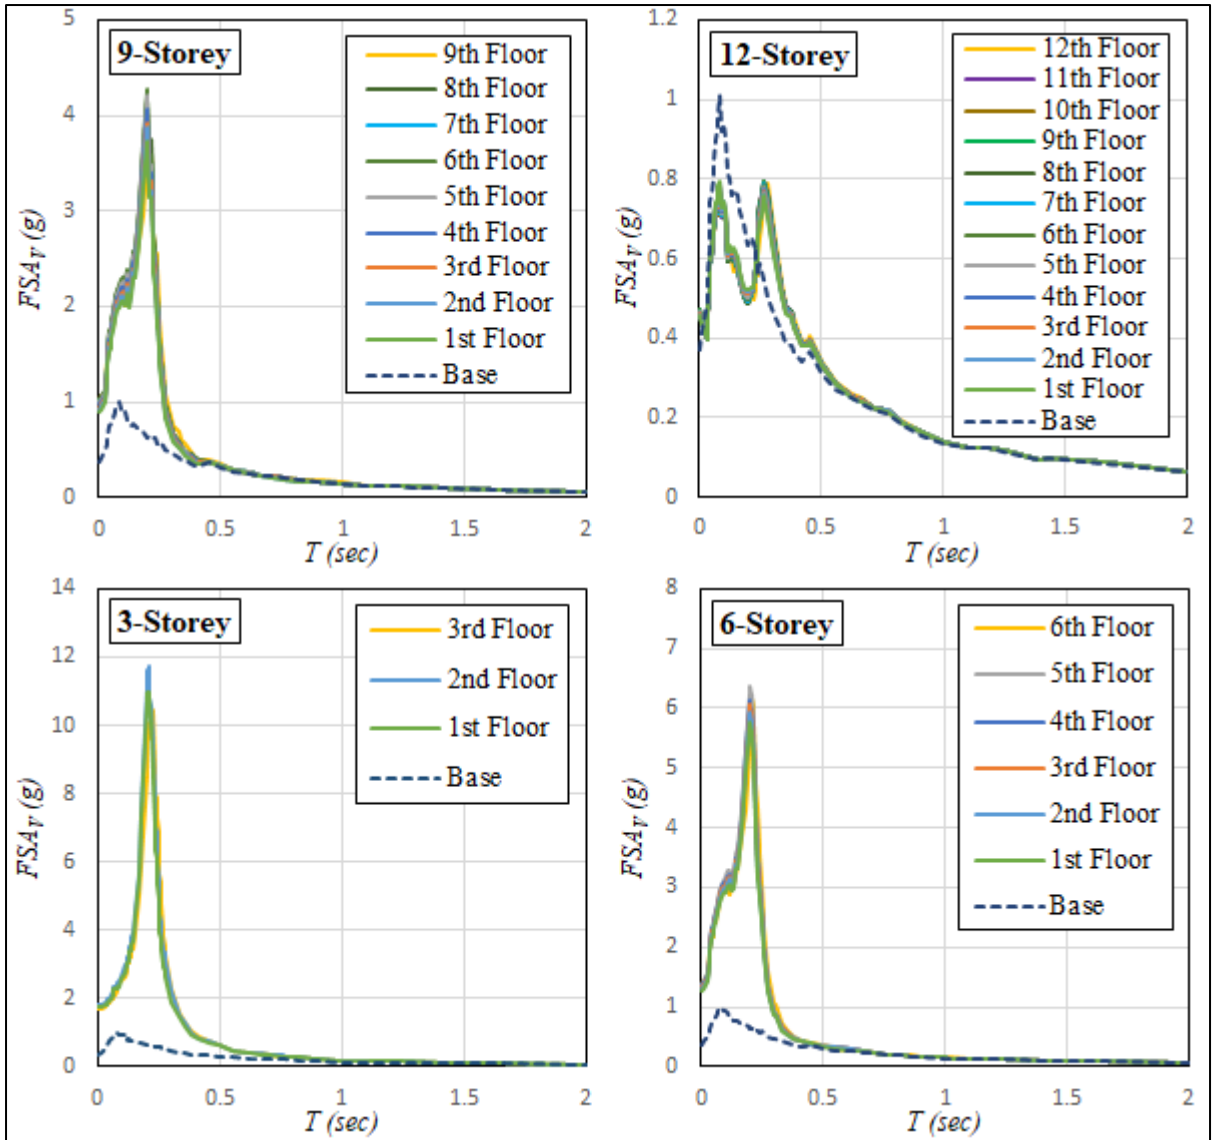 9-Storey
9th Floor
8th Floor
7th Floor
6th Floor
5th Floor
4th Floor
3rd Floor
2nd Floor
1st Floor
Base
5
4
3
2
1
0
FSAv (g)
0 0.5 1 1.5 2
T (sec)
12-Storey
12th Floor
11th Floor
10th Floor
9th Floor
8th Floor
7th Floor
6th Floor
5th Floor
4th Floor
3rd Floor
2nd Floor
1st Floor
Base
1.2
1
0.8
0.6
0.4
0.2
0
FSAv (g)
0 0.5 1 1.5 2
T (sec)
3-Storey
3rd Floor
2nd Floor
1st Floor
Base
14
12
10
8
6
4
2
0
FSAv (g)
0 0.5 1 1.5 2
T (sec)
6-Storey
6th Floor
5th Floor
4th Floor
3rd Floor
2nd Floor
1st Floor
Base
8
7
6
5
4
3
2
1
0
FSAv (g)
0 0.5 1 1.5 2
T (sec)